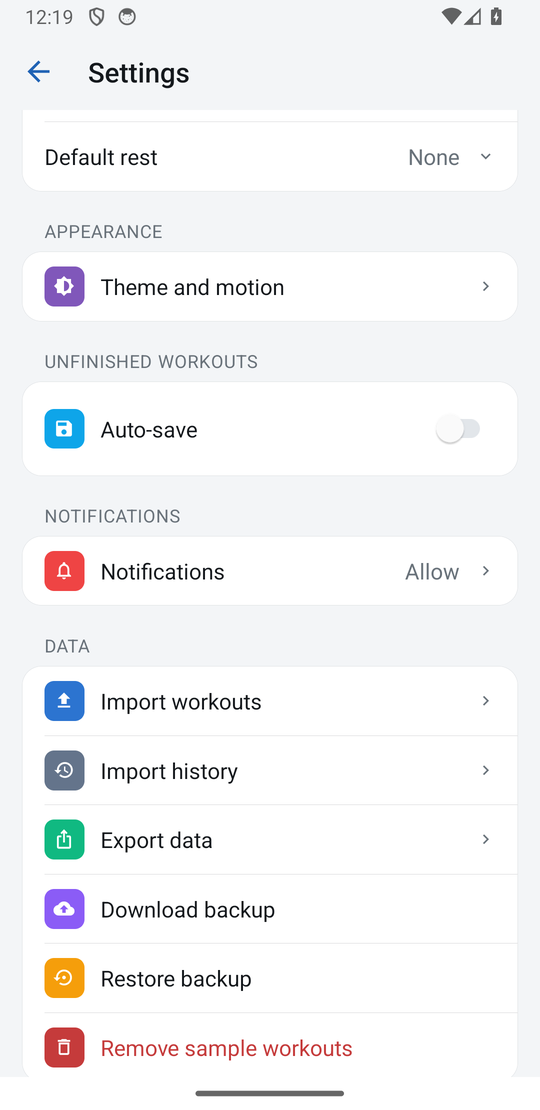 12:19
Settings
Default rest
None
APPEARANCE
Theme and motion
UNFINISHED WORKOUTS
Auto-save
NOTIFICATIONS
Notifications
Allow
DATA
Import workouts
Import history
Export data
Download backup
Restore backup
Remove sample workouts